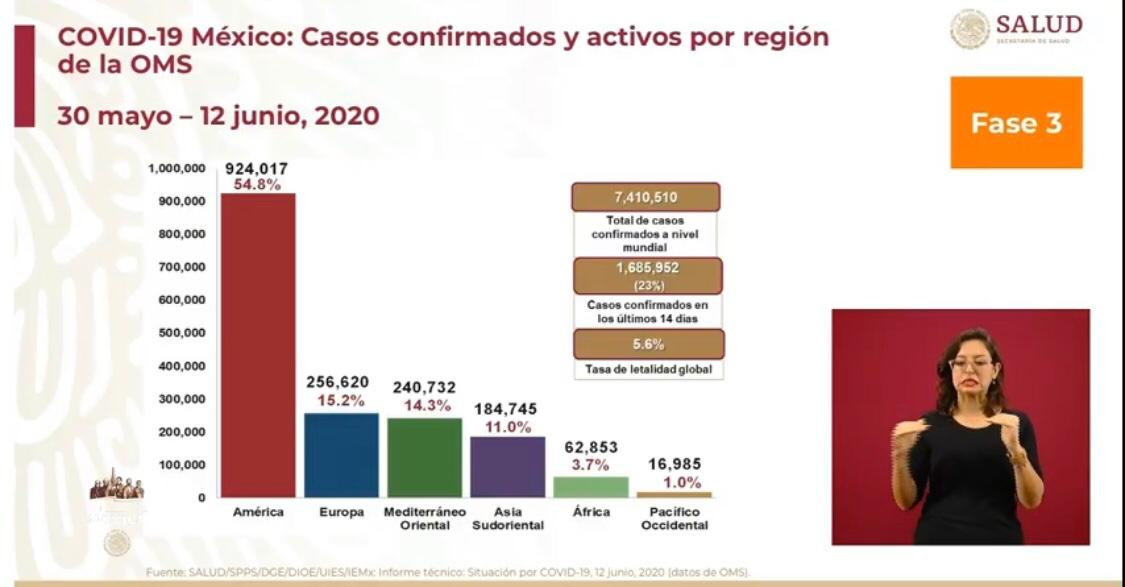 COVID-19 México: Casos confirmados y activos por región
de la OMS
30 mayo – 12 junio, 2020
SALUD
SECRETARÍA DE SALUD
Fase 3
1,000,000
900,000
800,000
700,000
600,000
500,000
400,000
300,000
200,000
100,000
0
924,017
54.8%
256,620
15.2%
240,732
14.3%
184,745
11.0%
62,853
3.7%
16,985
1.0%
América
Europa
Mediterráneo
Oriental
Asia
Sudoriental
África
Pacífico
Occidental
7,410,510
Total de casos
confirmados a nivel
mundial
1,685,952
(23%)
Casos confirmados en
los últimos 14 días
5.6%
Tasa de letalidad global
Fuente: SALUD/SPPS/DGE/DIOE/UIES/IEMx: Informe técnico: Situación por COVID-19, 12 junio, 2020 (datos de OMS).